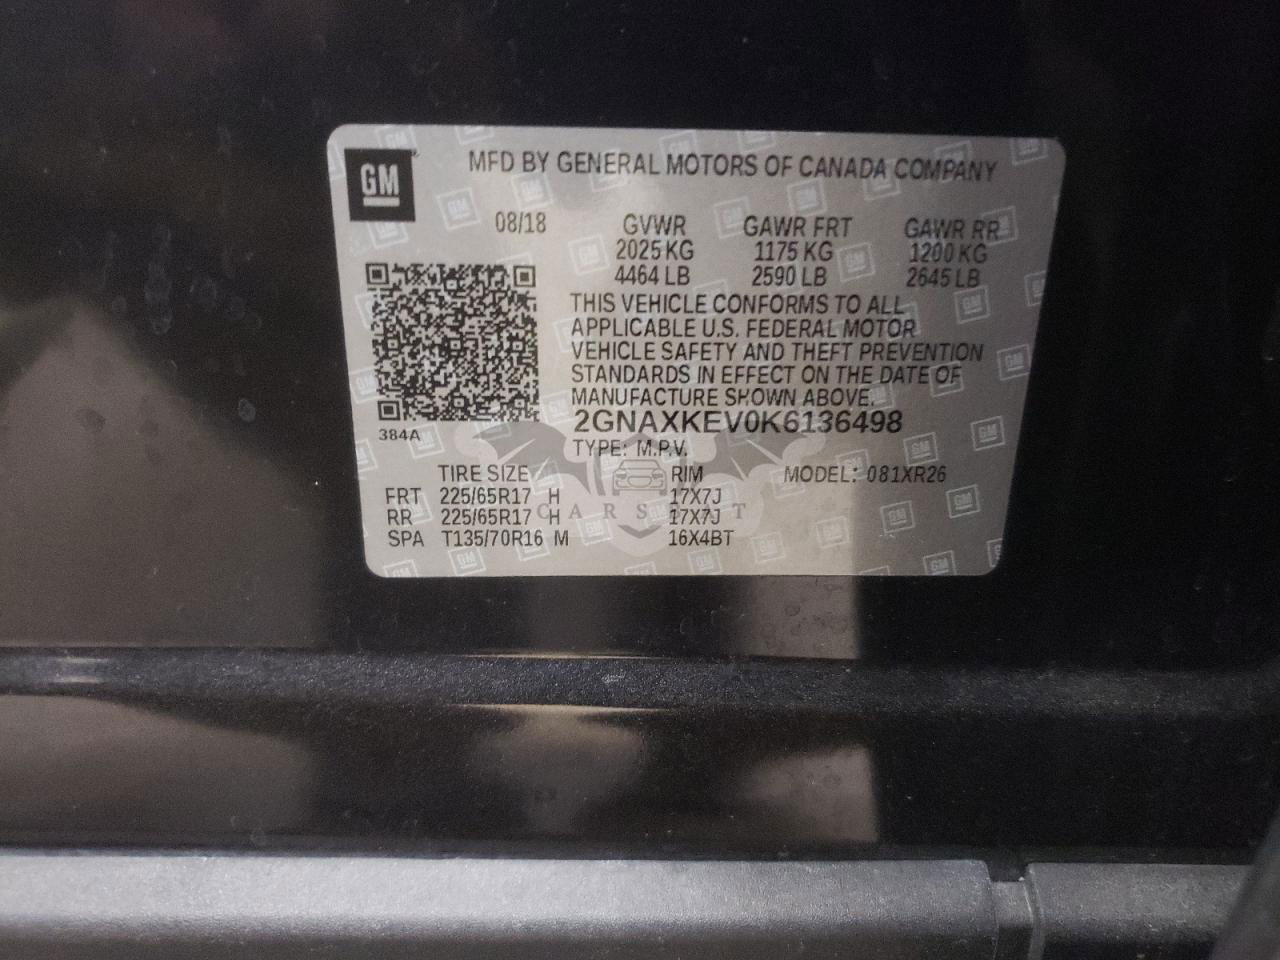 GM
MFD BY GENERAL MOTORS OF CANADA COMPANY
08/18 GVWR GAWR FRT GAWR RR
2025 KG 1175 KG 1200 KG
4464 LB 2590 LB 2645 LB
THIS VEHICLE CONFORMS TO ALL
APPLICABLE U.S. FEDERAL MOTOR
VEHICLE SAFETY AND THEFT PREVENTION
STANDARDS IN EFFECT ON THE DATE OF
MANUFACTURE SHOWN ABOVE.
2GNAXKEV0K6136498
384A
TYPE: M.P.V.
TIRE SIZE RIM MODEL: 081XR26
FRT 225/65R17 H 17X7J
RR 225/65R17 H 17X7J
SPA T135/70R16 M 16X4BT